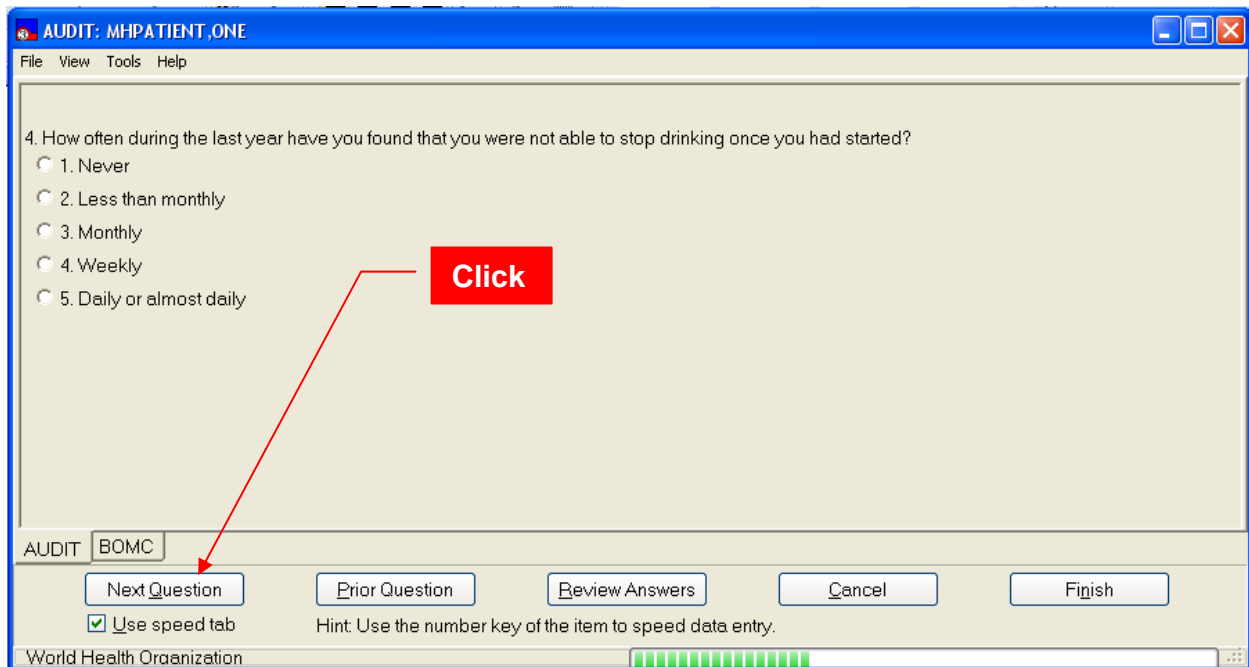 AUDIT: MHPATIENT,ONE
File View Tools Help
4. How often during the last year have you found that you were not able to stop drinking once you had started?
1. Never
2. Less than monthly
3. Monthly
4. Weekly
5. Daily or almost daily
Click
AUDIT BOMC
Next Question Prior Question Review Answers Cancel Finish
Use speed tab Hint: Use the number key of the item to speed data entry.
World Health Organization